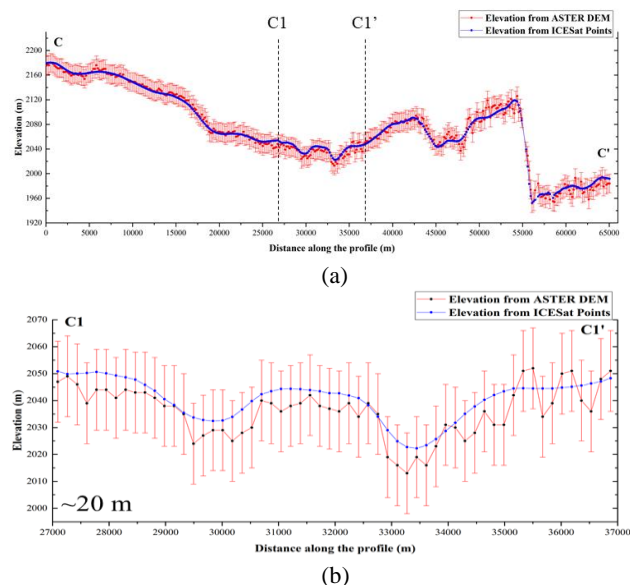 C1 C1’
Elevation from ASTER DEM
Elevation from ICESat Points
C
C'
2200
2160
2120
2080
2040
2000
1960
1920
Elevation (m)
0 5000 10000 15000 20000 25000 30000 35000 40000 45000 50000 55000 60000 65000
Distance along the profile (m)
(a)
Elevation from ASTER DEM
Elevation from ICESat Points
C1 C1'
2070
2060
2050
2040
2030
2020
2010
2000
Elevation (m)
~20 m
27000 28000 29000 30000 31000 32000 33000 34000 35000 36000 37000
Distance along the profile (m)
(b)